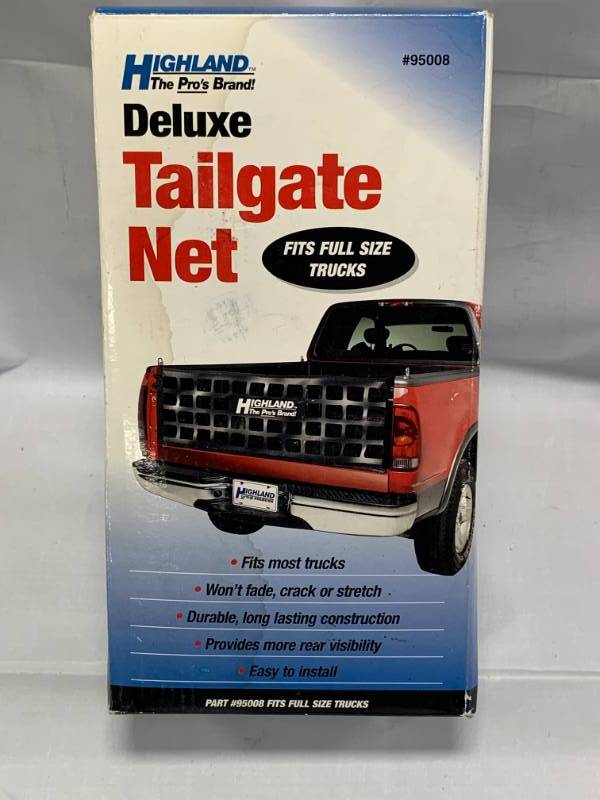 HIGHLAND™
The Pro's Brand!
#95008
Deluxe
Tailgate
Net
FITS FULL SIZE
TRUCKS
HIGHLAND
The Pro's Brand!
HIGHLAND
• Fits most trucks
• Won't fade, crack or stretch
• Durable, long lasting construction
• Provides more rear visibility
• Easy to install
PART #95008 FITS FULL SIZE TRUCKS